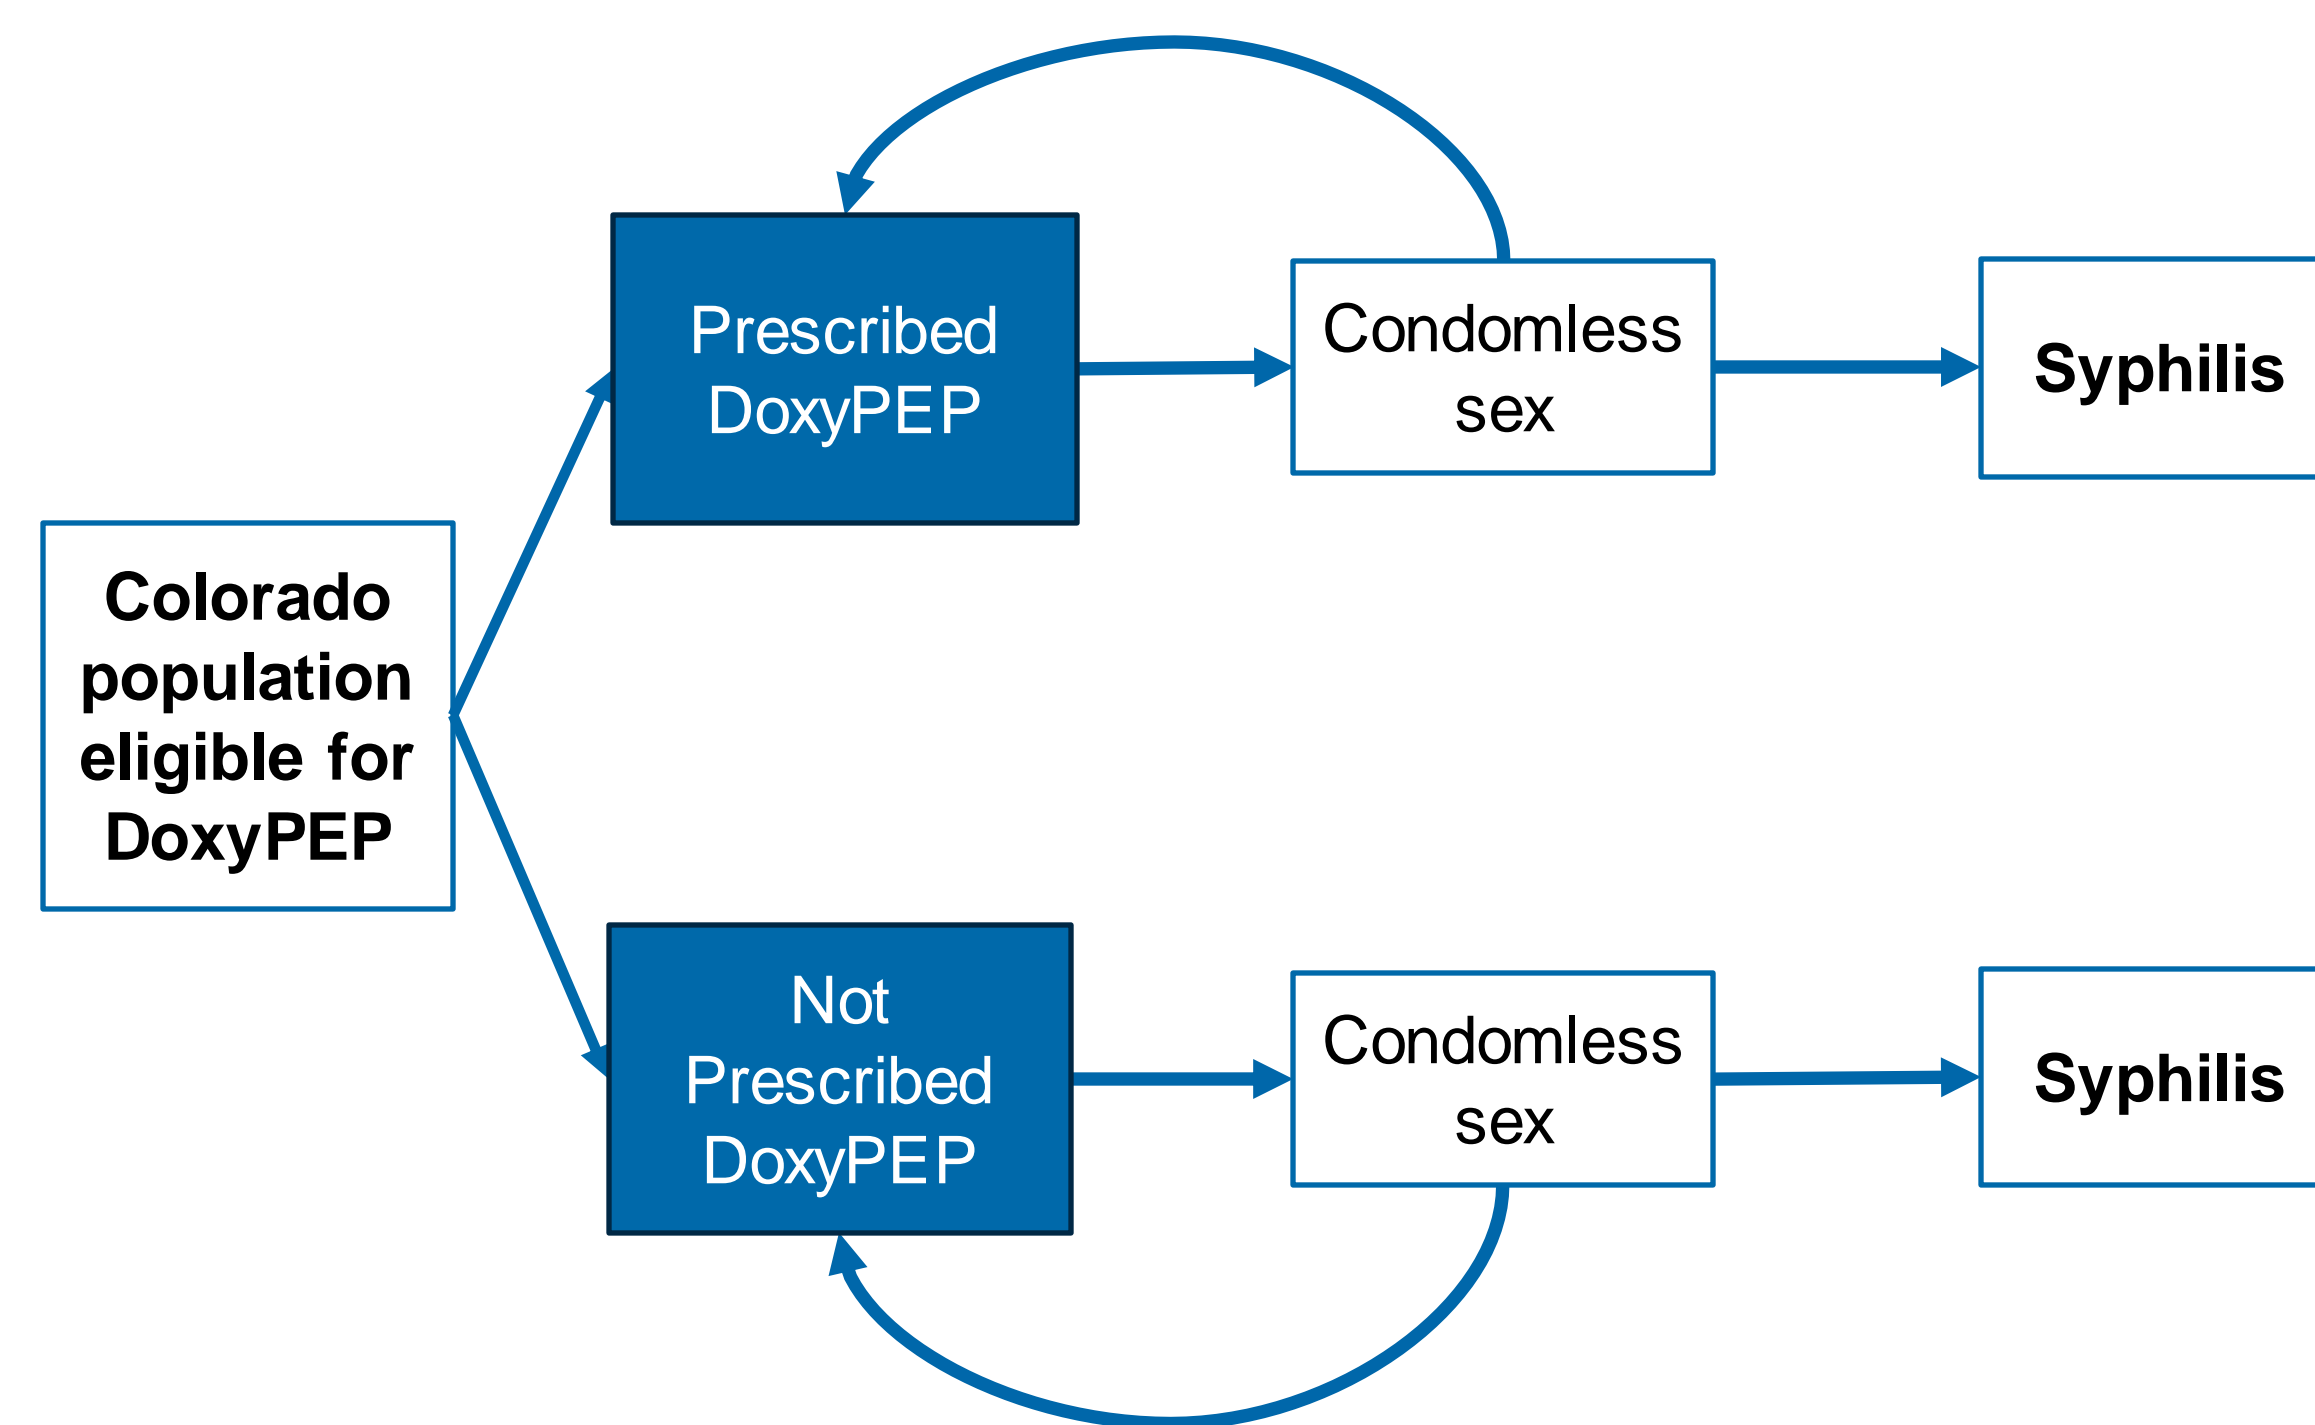 Colorado
population
eligible for
DoxyPEP
Prescribed
DoxyPEP
Condomless
sex
Syphilis
Not
Prescribed
DoxyPEP
Condomless
sex
Syphilis